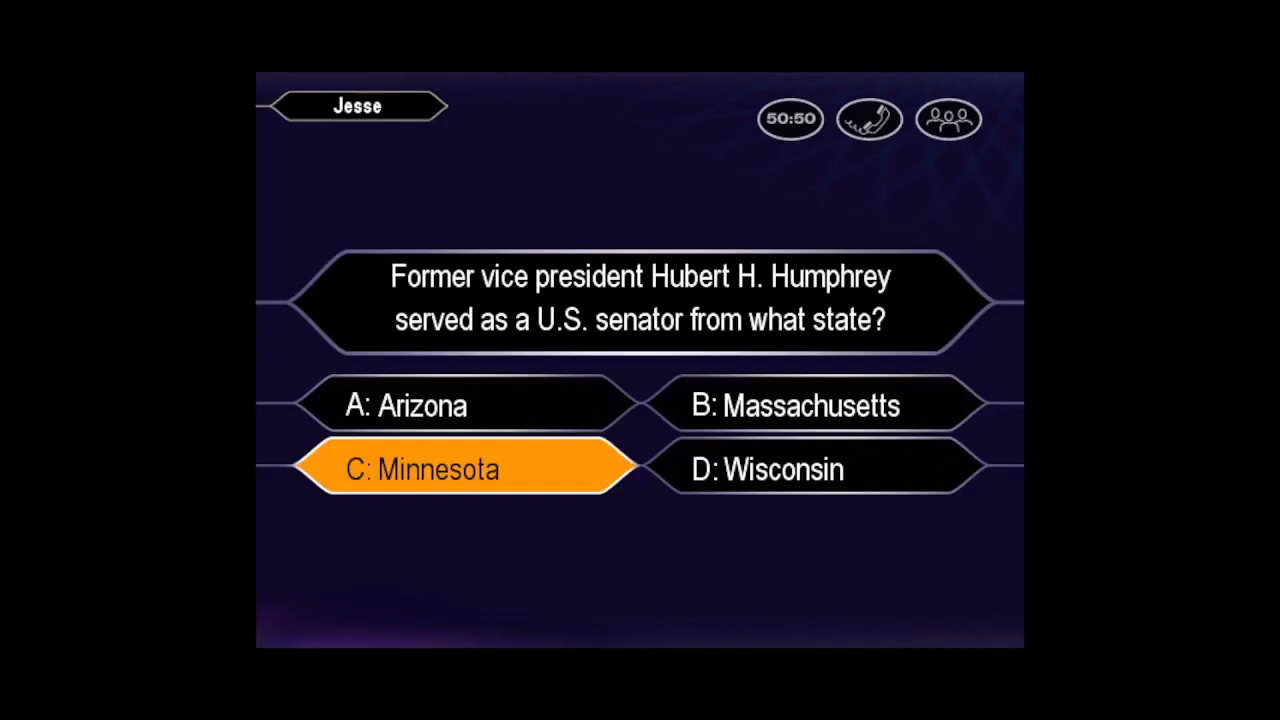 Jesse
50:50
Former vice president Hubert H. Humphrey
served as a U.S. senator from what state?
A: Arizona
B: Massachusetts
C: Minnesota
D: Wisconsin